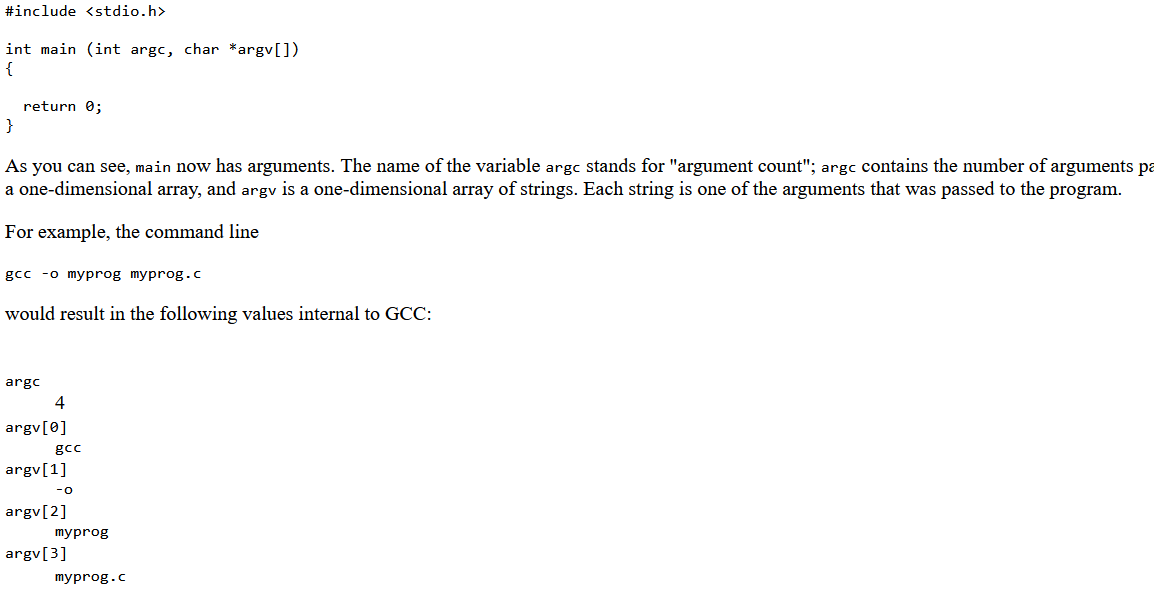 #include <stdio.h>
int main (int argc, char *argv[])
{
return 0;
}
As you can see, main now has arguments. The name of the variable argc stands for "argument count"; argc contains the number of arguments
a one-dimensional array, and argv is a one-dimensional array of strings. Each string is one of the arguments that was passed to the program.
For example, the command line
gcc -o myprog myprog.c
would result in the following values internal to GCC:
argc
4
argv[0]
gcc
argv[1]
-o
argv[2]
myprog
argv[3]
myprog.c